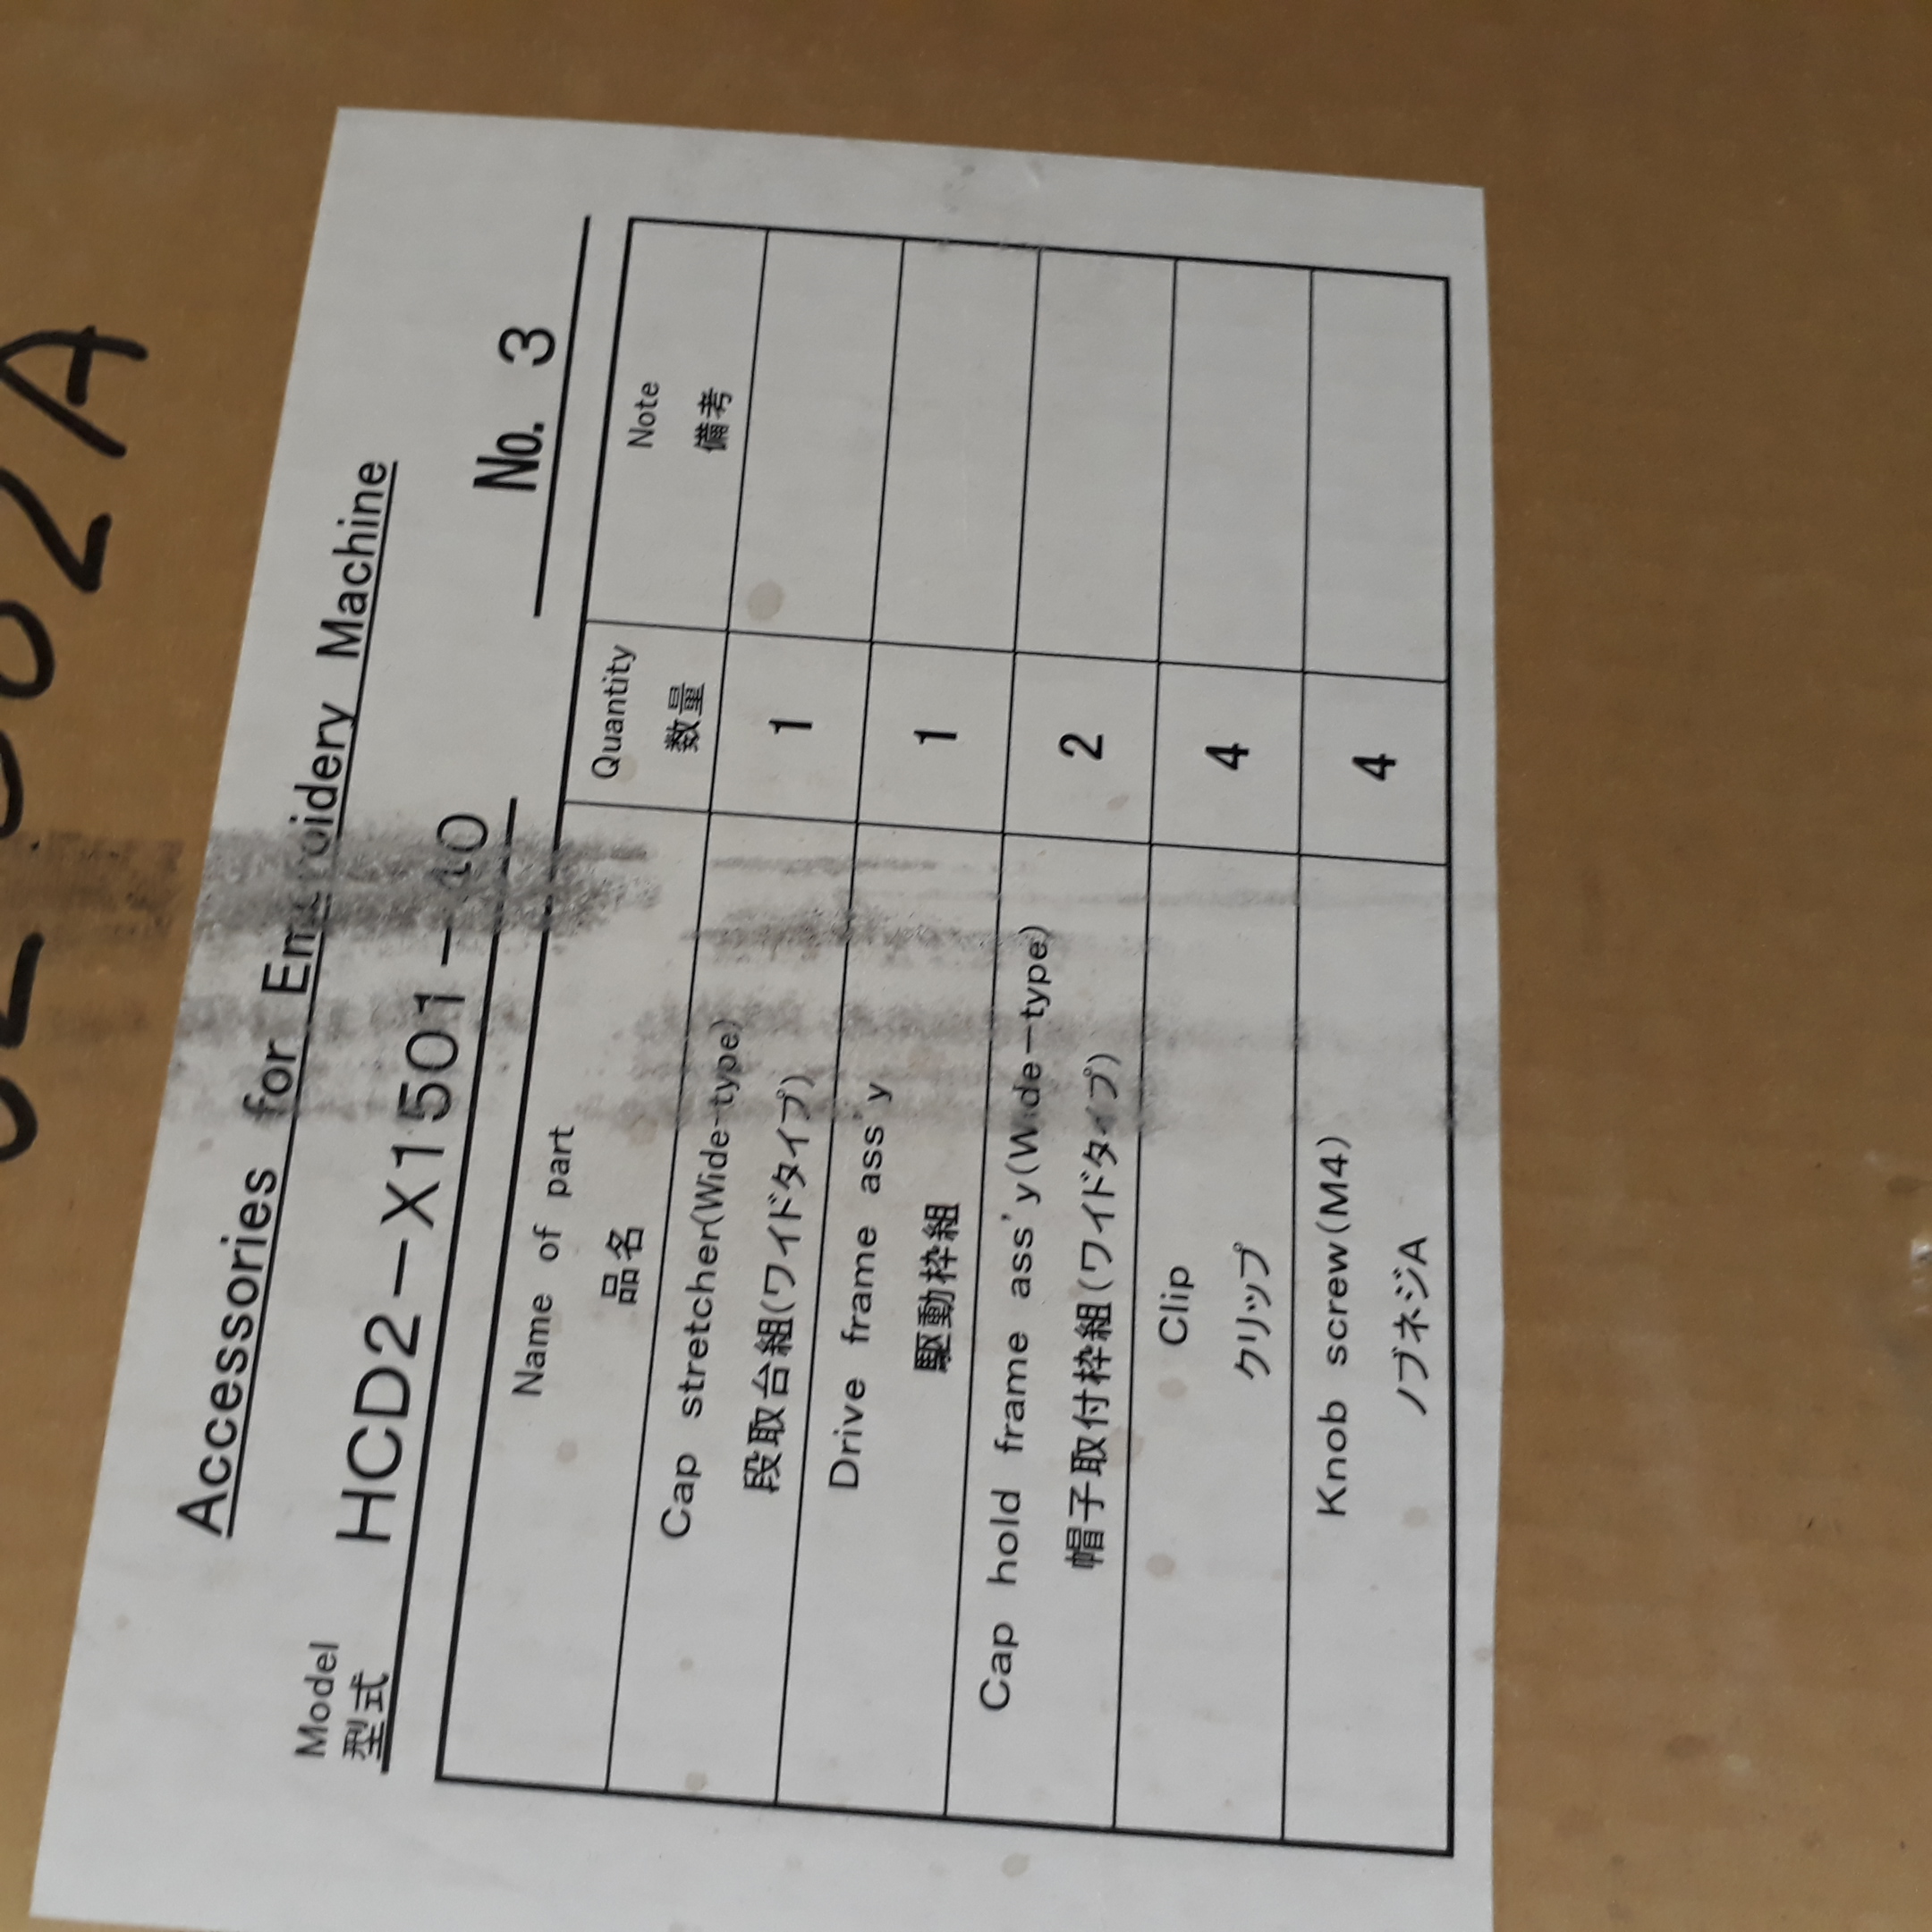 Accessories for Embroidery Machine
Model
型式 HCD2-X1501-40 No. 3
Name of part Quantity Note
品名 数量 備考
Cap stretcher(Wide-type) 1
段取台組(ワイドタイプ)
Drive frame ass'y 1
駆動枠組
Cap hold frame ass'y(Wide-type) 2
帽子取付枠組(ワイドタイプ)
Clip 4
クリップ
Knob screw(M4) 4
ノブネジA